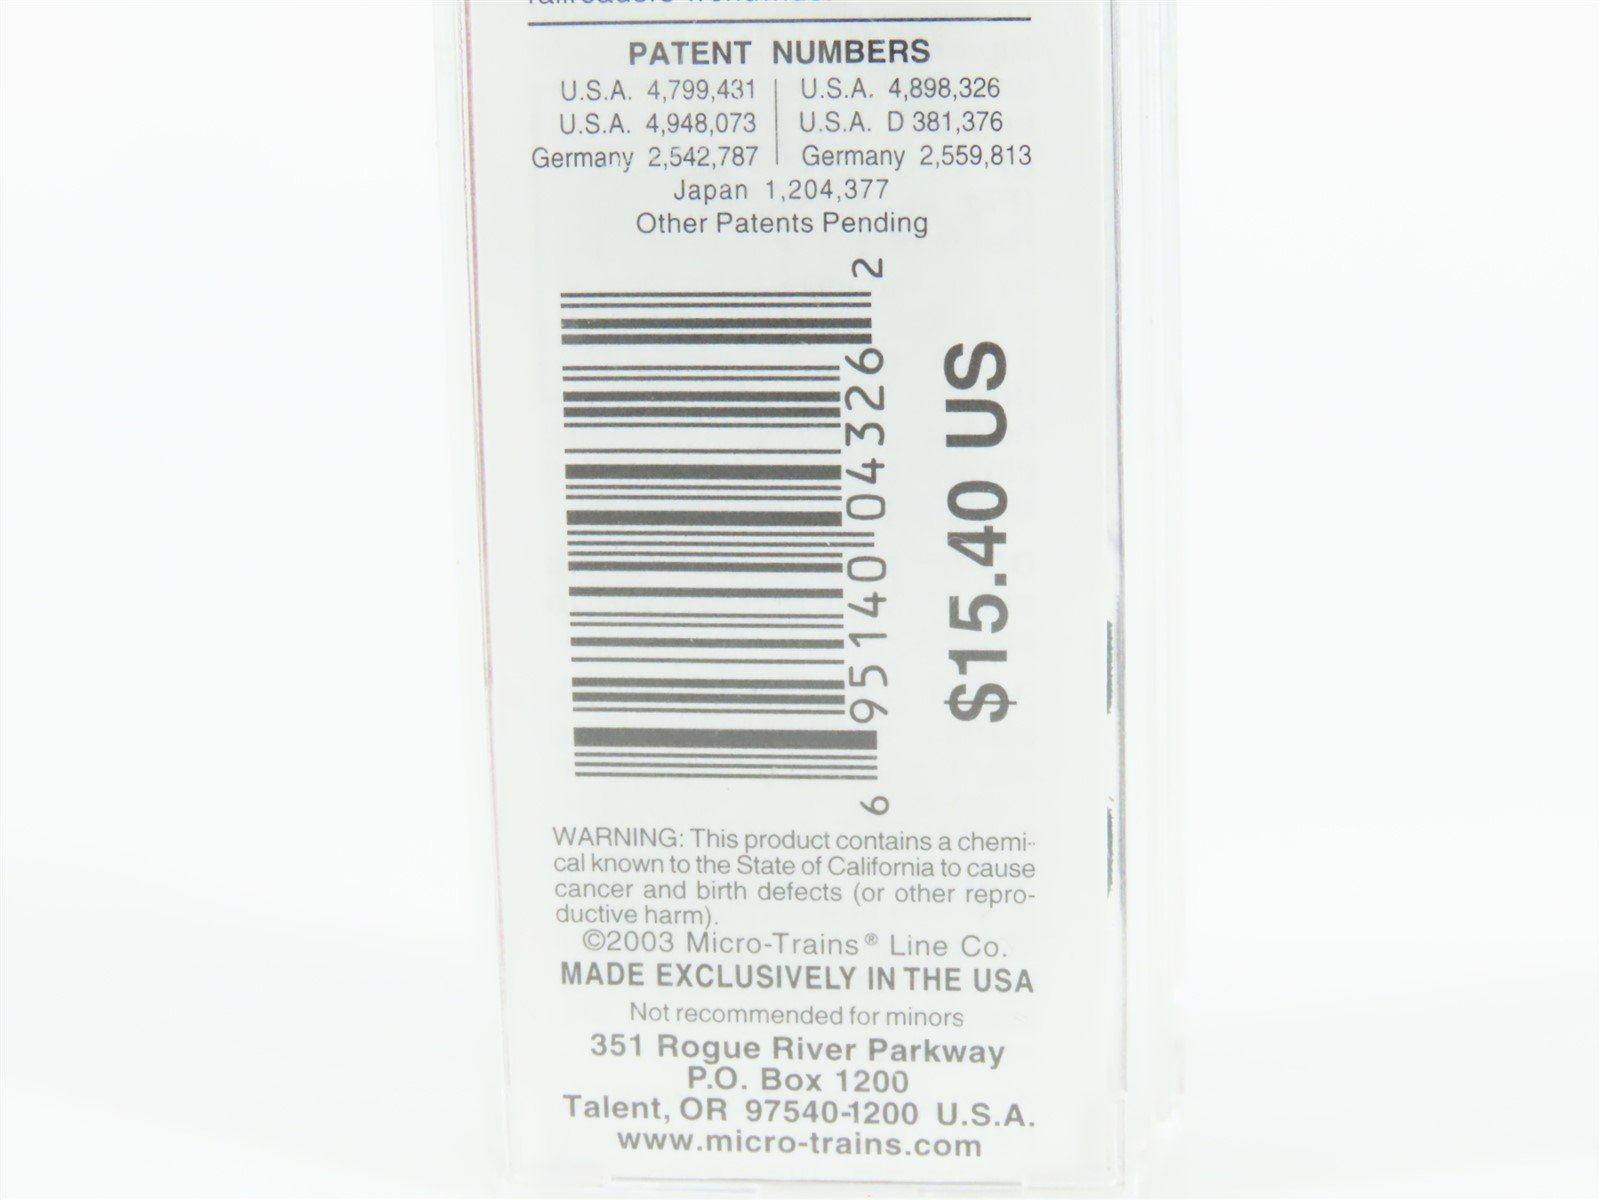 PATENT NUMBERS
U.S.A. 4,799,431 | U.S.A. 4,898,326
U.S.A. 4,948,073 | U.S.A. D 381,376
Germany 2,542,787 | Germany 2,559,813
Japan 1,204,377
Other Patents Pending
6 95140 04326 2
$15.40 US
WARNING: This product contains a chemi-
cal known to the State of California to cause
cancer and birth defects (or other repro-
ductive harm).
©2003 Micro-Trains® Line Co.
MADE EXCLUSIVELY IN THE USA
Not recommended for minors
351 Rogue River Parkway
P.O. Box 1200
Talent, OR 97540-1200 U.S.A.
www.micro-trains.com